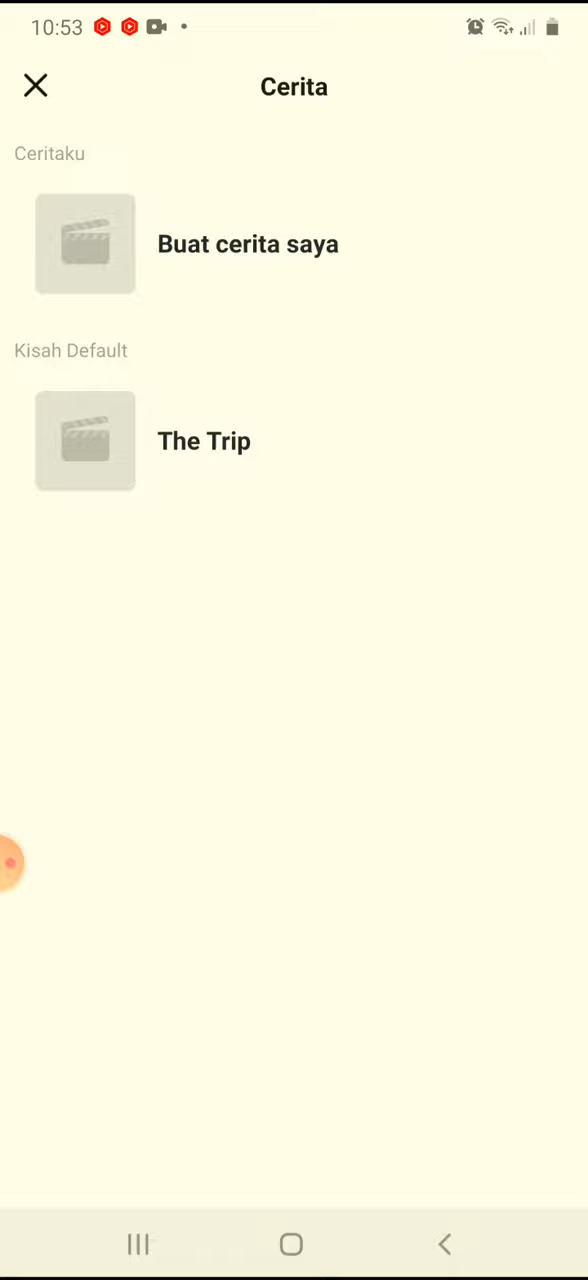 10:53
Cerita
Ceritaku
Buat cerita saya
Kisah Default
The Trip